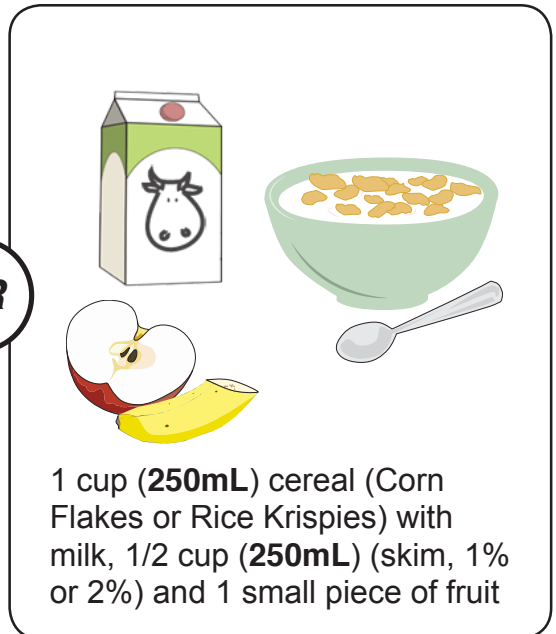 R
1 cup (250mL) cereal (Corn
Flakes or Rice Krispies) with
milk, 1/2 cup (250mL) (skim, 1%
or 2%) and 1 small piece of fruit